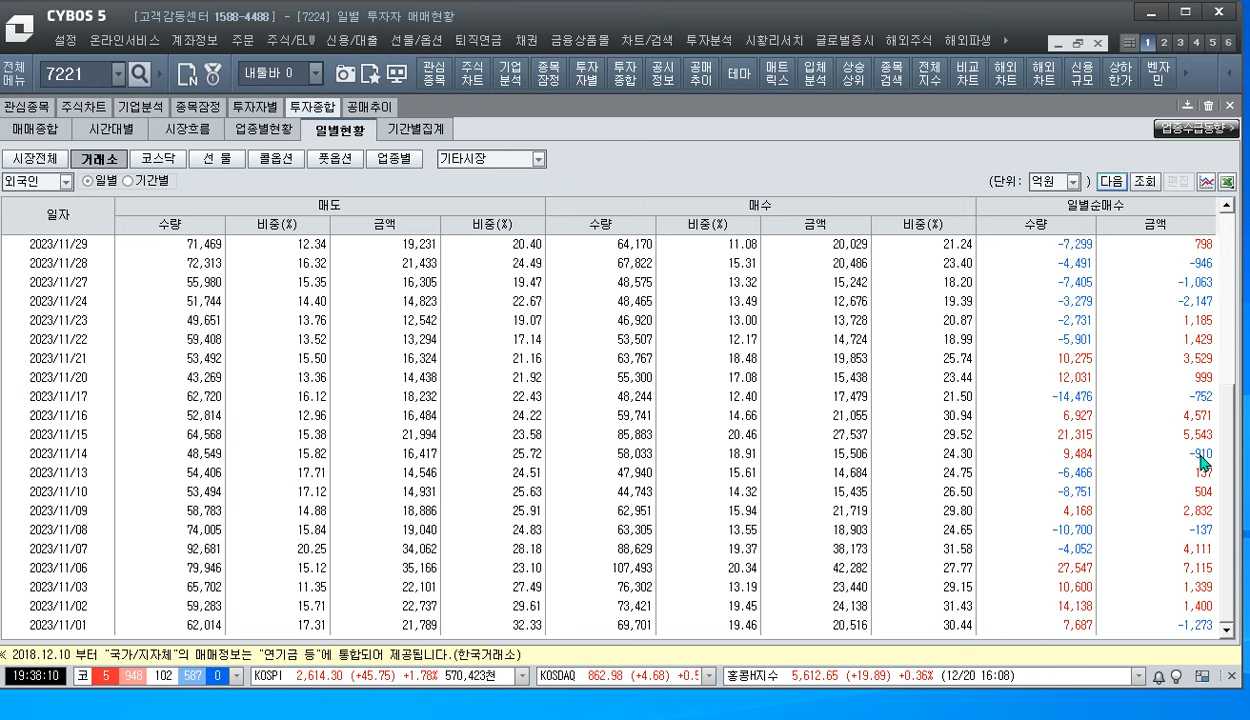 CYBOS 5 [고객감동센터 1588-4488] - [7224] 일별 투자자 매매현황
설정 온라인서비스 계좌정보 주문 주식/ELW 신용/대출 선물/옵션 퇴직연금 채권 금융상품몰 차트/검색 투자분석 시황리서치 글로벌증시 해외주식 해외파생 1 2 3 4 5 6
전체메뉴 7221 내툴바 0 관심종목 주식차트 기업분석 종목잠정 투자자별 투자종합 공시정보 공매추이 테마 매트릭스 입체분석 상승상위 종목검색 전체지수 비교차트 해외차트 신용규모 상하한가 벤자민
관심종목 주식차트 기업분석 종목잠정 투자자별 투자종합 공매추이
매매종합 시간대별 시장흐름 업종별현황 일별현황 기간별집계 업종수급동향
시장전체 거래소 코스닥 선 물 콜옵션 풋옵션 업종별 기타시장
외국인 일별 기간별 (단위: 억원 ) 다음 조회 편집
일자 매도 매수 일별순매수
수량 비중(%) 금액 비중(%) 수량 비중(%) 금액 비중(%) 수량 금액
2023/11/29 71,469 12.34 19,231 20.40 64,170 11.08 20,029 21.24 -7,299 798
2023/11/28 72,313 16.32 21,433 24.49 67,822 15.31 20,486 23.40 -4,491 -946
2023/11/27 55,980 15.35 16,305 19.47 48,575 13.32 15,242 18.20 -7,405 -1,063
2023/11/24 51,744 14.40 14,823 22.67 48,465 13.49 12,676 19.39 -3,279 -2,147
2023/11/23 49,651 13.76 12,542 19.07 46,920 13.00 13,728 20.87 -2,731 1,185
2023/11/22 59,408 13.52 13,294 17.14 53,507 12.17 14,724 18.99 -5,901 1,429
2023/11/21 53,492 15.50 16,324 21.16 63,767 18.48 19,853 25.74 10,275 3,529
2023/11/20 43,269 13.36 14,438 21.92 55,300 17.08 15,438 23.44 12,031 999
2023/11/17 62,720 16.12 18,232 22.43 48,244 12.40 17,479 21.50 -14,476 -752
2023/11/16 52,814 12.96 16,484 24.22 59,741 14.66 21,055 30.94 6,927 4,571
2023/11/15 64,568 15.38 21,994 23.58 85,883 20.46 27,537 29.52 21,315 5,543
2023/11/14 48,549 15.82 16,417 25.72 58,033 18.91 15,506 24.30 9,484 -910
2023/11/13 54,406 17.71 14,546 24.51 47,940 15.61 14,684 24.75 -6,466 137
2023/11/10 53,494 17.12 14,931 25.63 44,743 14.32 15,435 26.50 -8,751 504
2023/11/09 58,783 14.88 18,886 25.91 62,951 15.94 21,719 29.80 4,168 2,832
2023/11/08 74,005 15.84 19,040 24.83 63,305 13.55 18,903 24.65 -10,700 -137
2023/11/07 92,681 20.25 34,062 28.18 88,629 19.37 38,173 31.58 -4,052 4,111
2023/11/06 79,946 15.12 35,166 23.10 107,493 20.34 42,282 27.77 27,547 7,115
2023/11/03 65,702 11.35 22,101 27.49 76,302 13.19 23,440 29.15 10,600 1,339
2023/11/02 59,283 15.71 22,737 29.61 73,421 19.45 24,138 31.43 14,138 1,400
2023/11/01 62,014 17.31 21,789 32.33 69,701 19.46 20,516 30.44 7,687 -1,273
※ 2018.12.10 부터 "국가/지자체"의 매매정보는 "연기금 등"에 통합되어 제공됩니다.(한국거래소)
19:38:10 코 5 948 102 587 0 KOSPI 2,614.30 (+45.75) +1.78% 570,423천 KOSDAQ 862.98 (+4.68) +0.5 홍콩H지수 5,612.65 (+19.89) +0.36% (12/20 16:08)